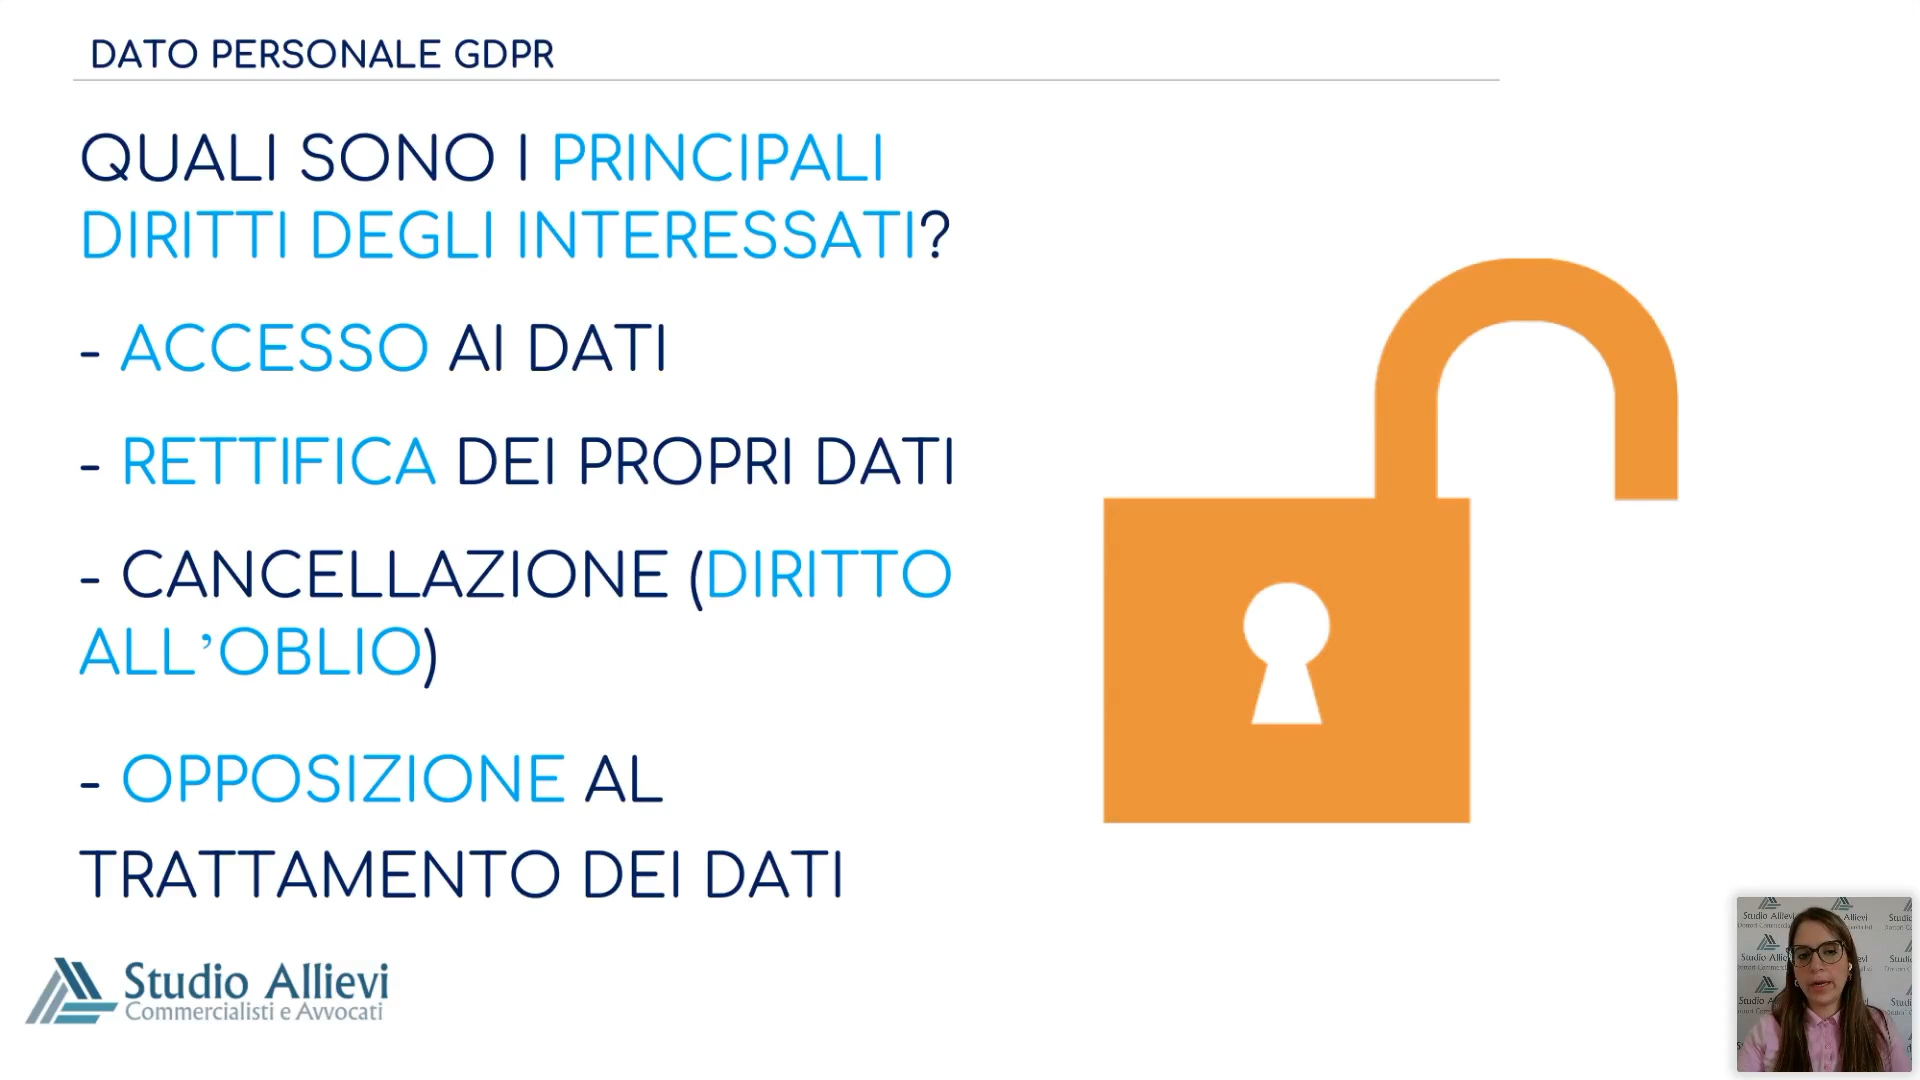 DATO PERSONALE GDPR
QUALI SONO I PRINCIPALI
DIRITTI DEGLI INTERESSATI?
- ACCESSO AI DATI
- RETTIFICA DEI PROPRI DATI
- CANCELLAZIONE (DIRITTO
ALL’OBLIO)
- OPPOSIZIONE AL
TRATTAMENTO DEI DATI
Studio Allievi
Commercialisti e Avvocati